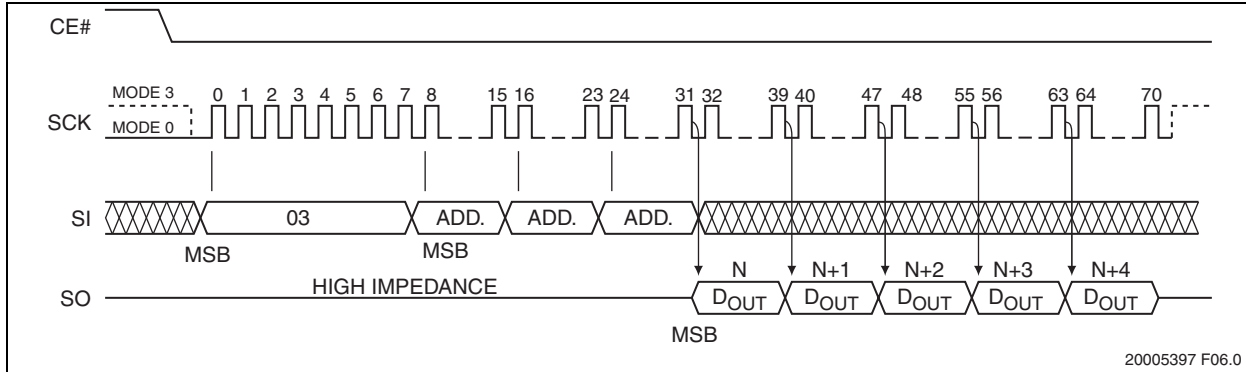 CE#
MODE 3
0 1 2 3 4 5 6 7 8 15 16 23 24 31 32 39 40 47 48 55 56 63 64 70
SCK
MODE 0
SI 03 ADD. ADD. ADD.
MSB MSB
N N+1 N+2 N+3 N+4
SO HIGH IMPEDANCE DOUT DOUT DOUT DOUT DOUT
MSB
20005397 F06.0